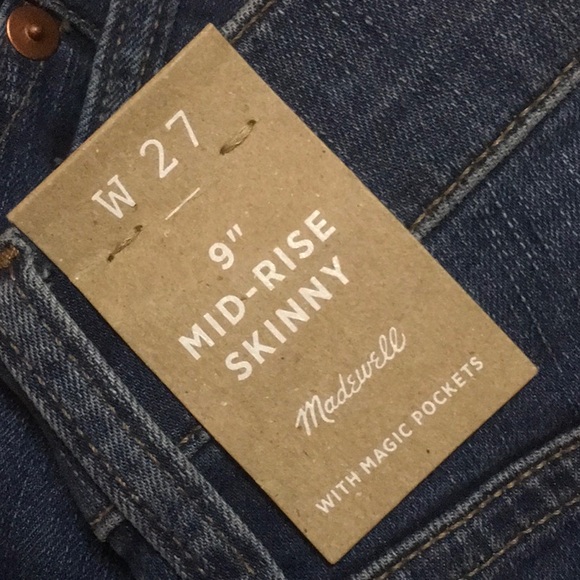 W 27
9"
MID-RISE
SKINNY
Madewell
WITH MAGIC POCKETS